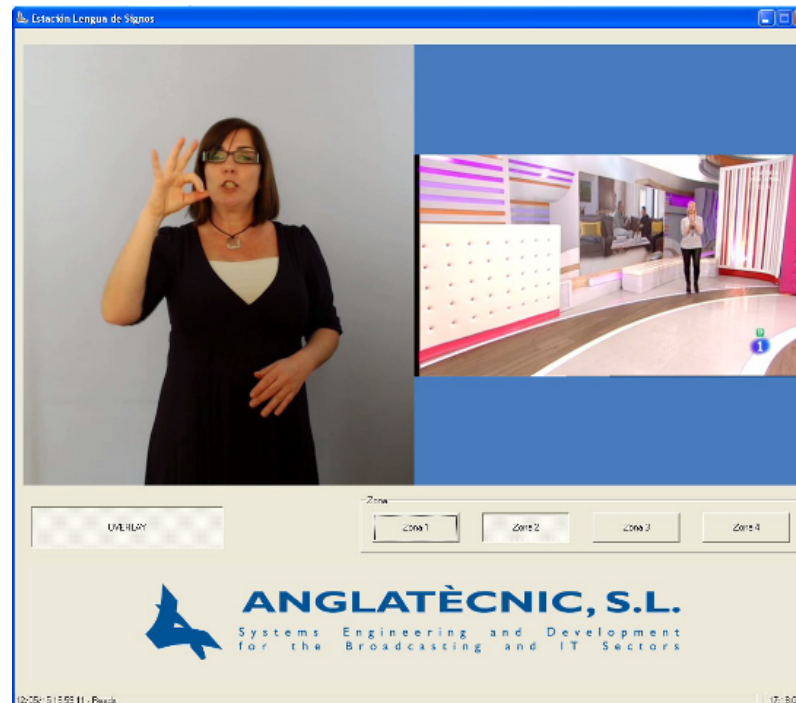 Estación Lengua de Signos
1
OVERLAY
Zona
Zona 1
Zona 2
Zona 3
Zona 4
ANGLATÈCNIC, S.L.
Systems Engineering and Development
for the Broadcasting and IT Sectors